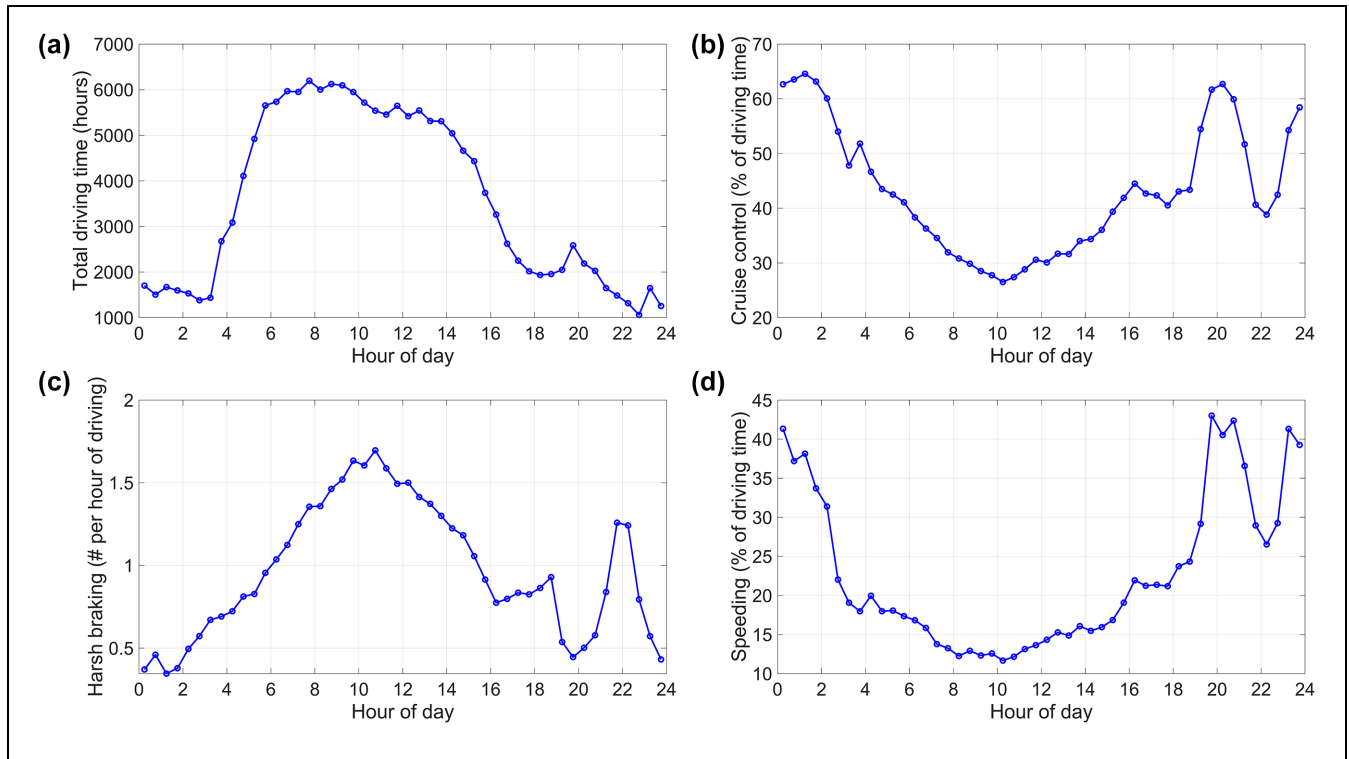 (a)
Total driving time (hours)
7000
6000
5000
4000
3000
2000
1000
0 2 4 6 8 10 12 14 16 18 20 22 24
Hour of day
(b)
Cruise control (% of driving time)
70
60
50
40
30
20
0 2 4 6 8 10 12 14 16 18 20 22 24
Hour of day
(c)
Harsh braking (# per hour of driving)
2
1.5
1
0.5
0 2 4 6 8 10 12 14 16 18 20 22 24
Hour of day
(d)
Speeding (% of driving time)
45
40
35
30
25
20
15
10
0 2 4 6 8 10 12 14 16 18 20 22 24
Hour of day